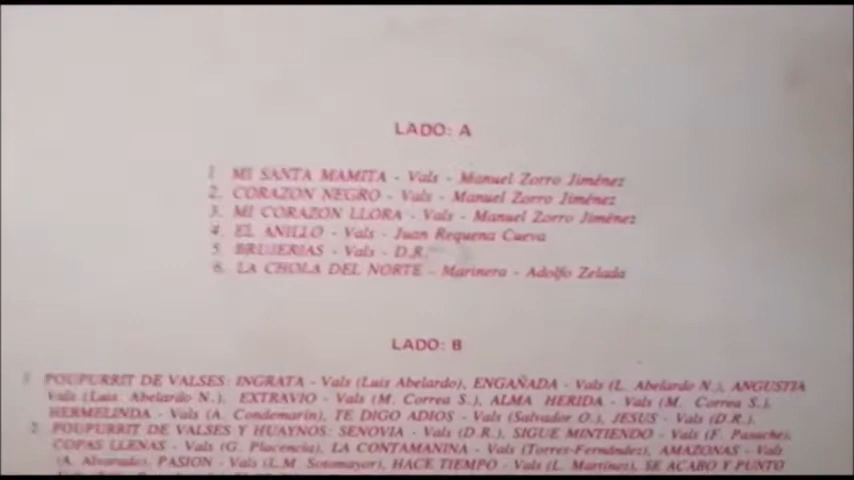 LADO: A
1. MI SANTA MAMITA - Vals - Manuel Zorro Jiménez
2. CORAZON NEGRO - Vals - Manuel Zorro Jiménez
3. MI CORAZON LLORA - Vals - Manuel Zorro Jiménez
4. EL ANILLO - Vals - Juan Requena Cueva
5. BRUJERIAS - Vals - D.R.
6. LA CHOLA DEL NORTE - Marinera - Adolfo Zelada
LADO: B
1. POUPURRIT DE VALSES: INGRATA - Vals (Luis Abelardo), ENGAÑADA - Vals (L. Abelardo N.), ANGUSTIA
Vals (Luis Abelardo N.), EXTRAVIO - Vals (M. Correa S.), ALMA HERIDA - Vals (M. Correa S.),
HERMELINDA - Vals (A. Condemarín), TE DIGO ADIOS - Vals (Salvador O.), JESUS - Vals (D.R.).
2. POUPURRIT DE VALSES Y HUAYNOS: SENOVIA - Vals (D.R.), SIGUE MINTIENDO - Vals (F. Panache),
COPAS LLENAS - Vals (G. Placencia), LA CONTAMANINA - Vals (Torres-Fernández), AMAZONAS - Vals
(A. Alvarado), PASION - Vals (L.M. Sotomayor), HACE TIEMPO - Vals (L. Martínez), SE ACABO Y PUNTO